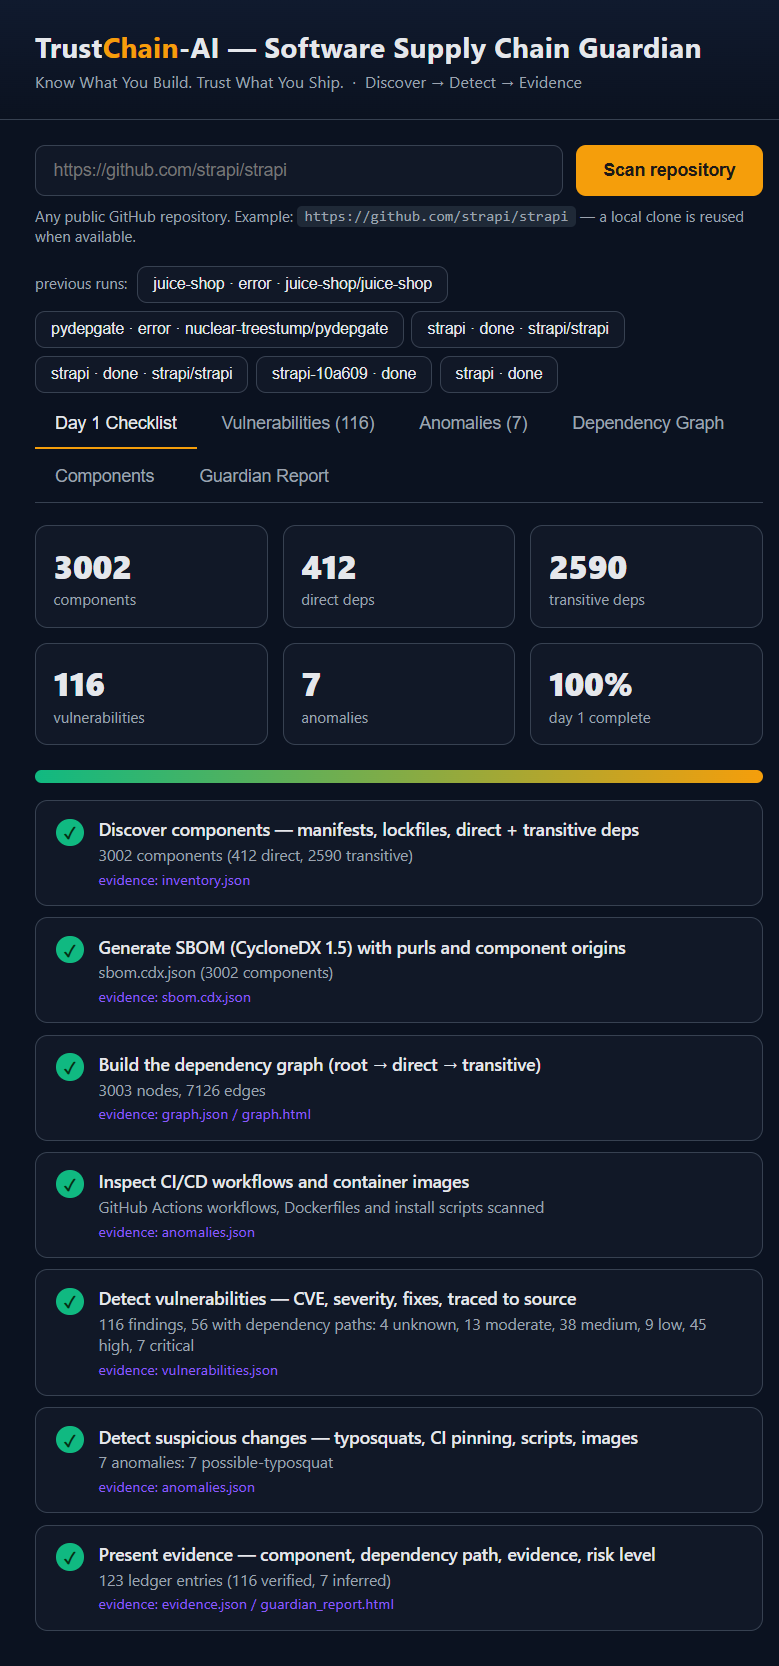 TrustChain-AI — Software Supply Chain Guardian
Know What You Build. Trust What You Ship. · Discover → Detect → Evidence
https://github.com/strapi/strapi
Scan repository
Any public GitHub repository. Example: https://github.com/strapi/strapi — a local clone is reused
when available.
previous runs:
juice-shop · error · juice-shop/juice-shop
pydepgate · error · nuclear-treestump/pydepgate
strapi · done · strapi/strapi
strapi · done · strapi/strapi
strapi-10a609 · done
strapi · done
Day 1 Checklist
Vulnerabilities (116)
Anomalies (7)
Dependency Graph
Components
Guardian Report
3002
components
412
direct deps
2590
transitive deps
116
vulnerabilities
7
anomalies
100%
day 1 complete
Discover components — manifests, lockfiles, direct + transitive deps
3002 components (412 direct, 2590 transitive)
evidence: inventory.json
Generate SBOM (CycloneDX 1.5) with purls and component origins
sbom.cdx.json (3002 components)
evidence: sbom.cdx.json
Build the dependency graph (root → direct → transitive)
3003 nodes, 7126 edges
evidence: graph.json / graph.html
Inspect CI/CD workflows and container images
GitHub Actions workflows, Dockerfiles and install scripts scanned
evidence: anomalies.json
Detect vulnerabilities — CVE, severity, fixes, traced to source
116 findings, 56 with dependency paths: 4 unknown, 13 moderate, 38 medium, 9 low, 45
high, 7 critical
evidence: vulnerabilities.json
Detect suspicious changes — typosquats, CI pinning, scripts, images
7 anomalies: 7 possible-typosquat
evidence: anomalies.json
Present evidence — component, dependency path, evidence, risk level
123 ledger entries (116 verified, 7 inferred)
evidence: evidence.json / guardian_report.html